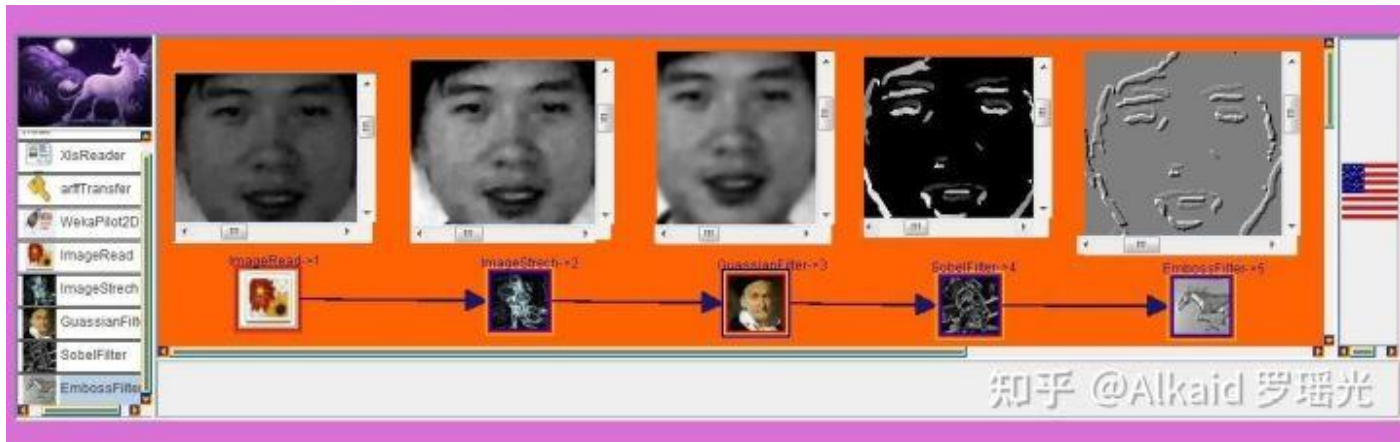 XlsReader
arffTransfer
WekaPilot2D
ImageRead
ImageStrech
GuassianFilt
SobelFilter
EmbossFilte
ImageRead->1
ImageStrech->2
GuassianFilter->3
SobelFilter->4
EmbossFilter->5
知乎 @Alkaid 罗瑶光